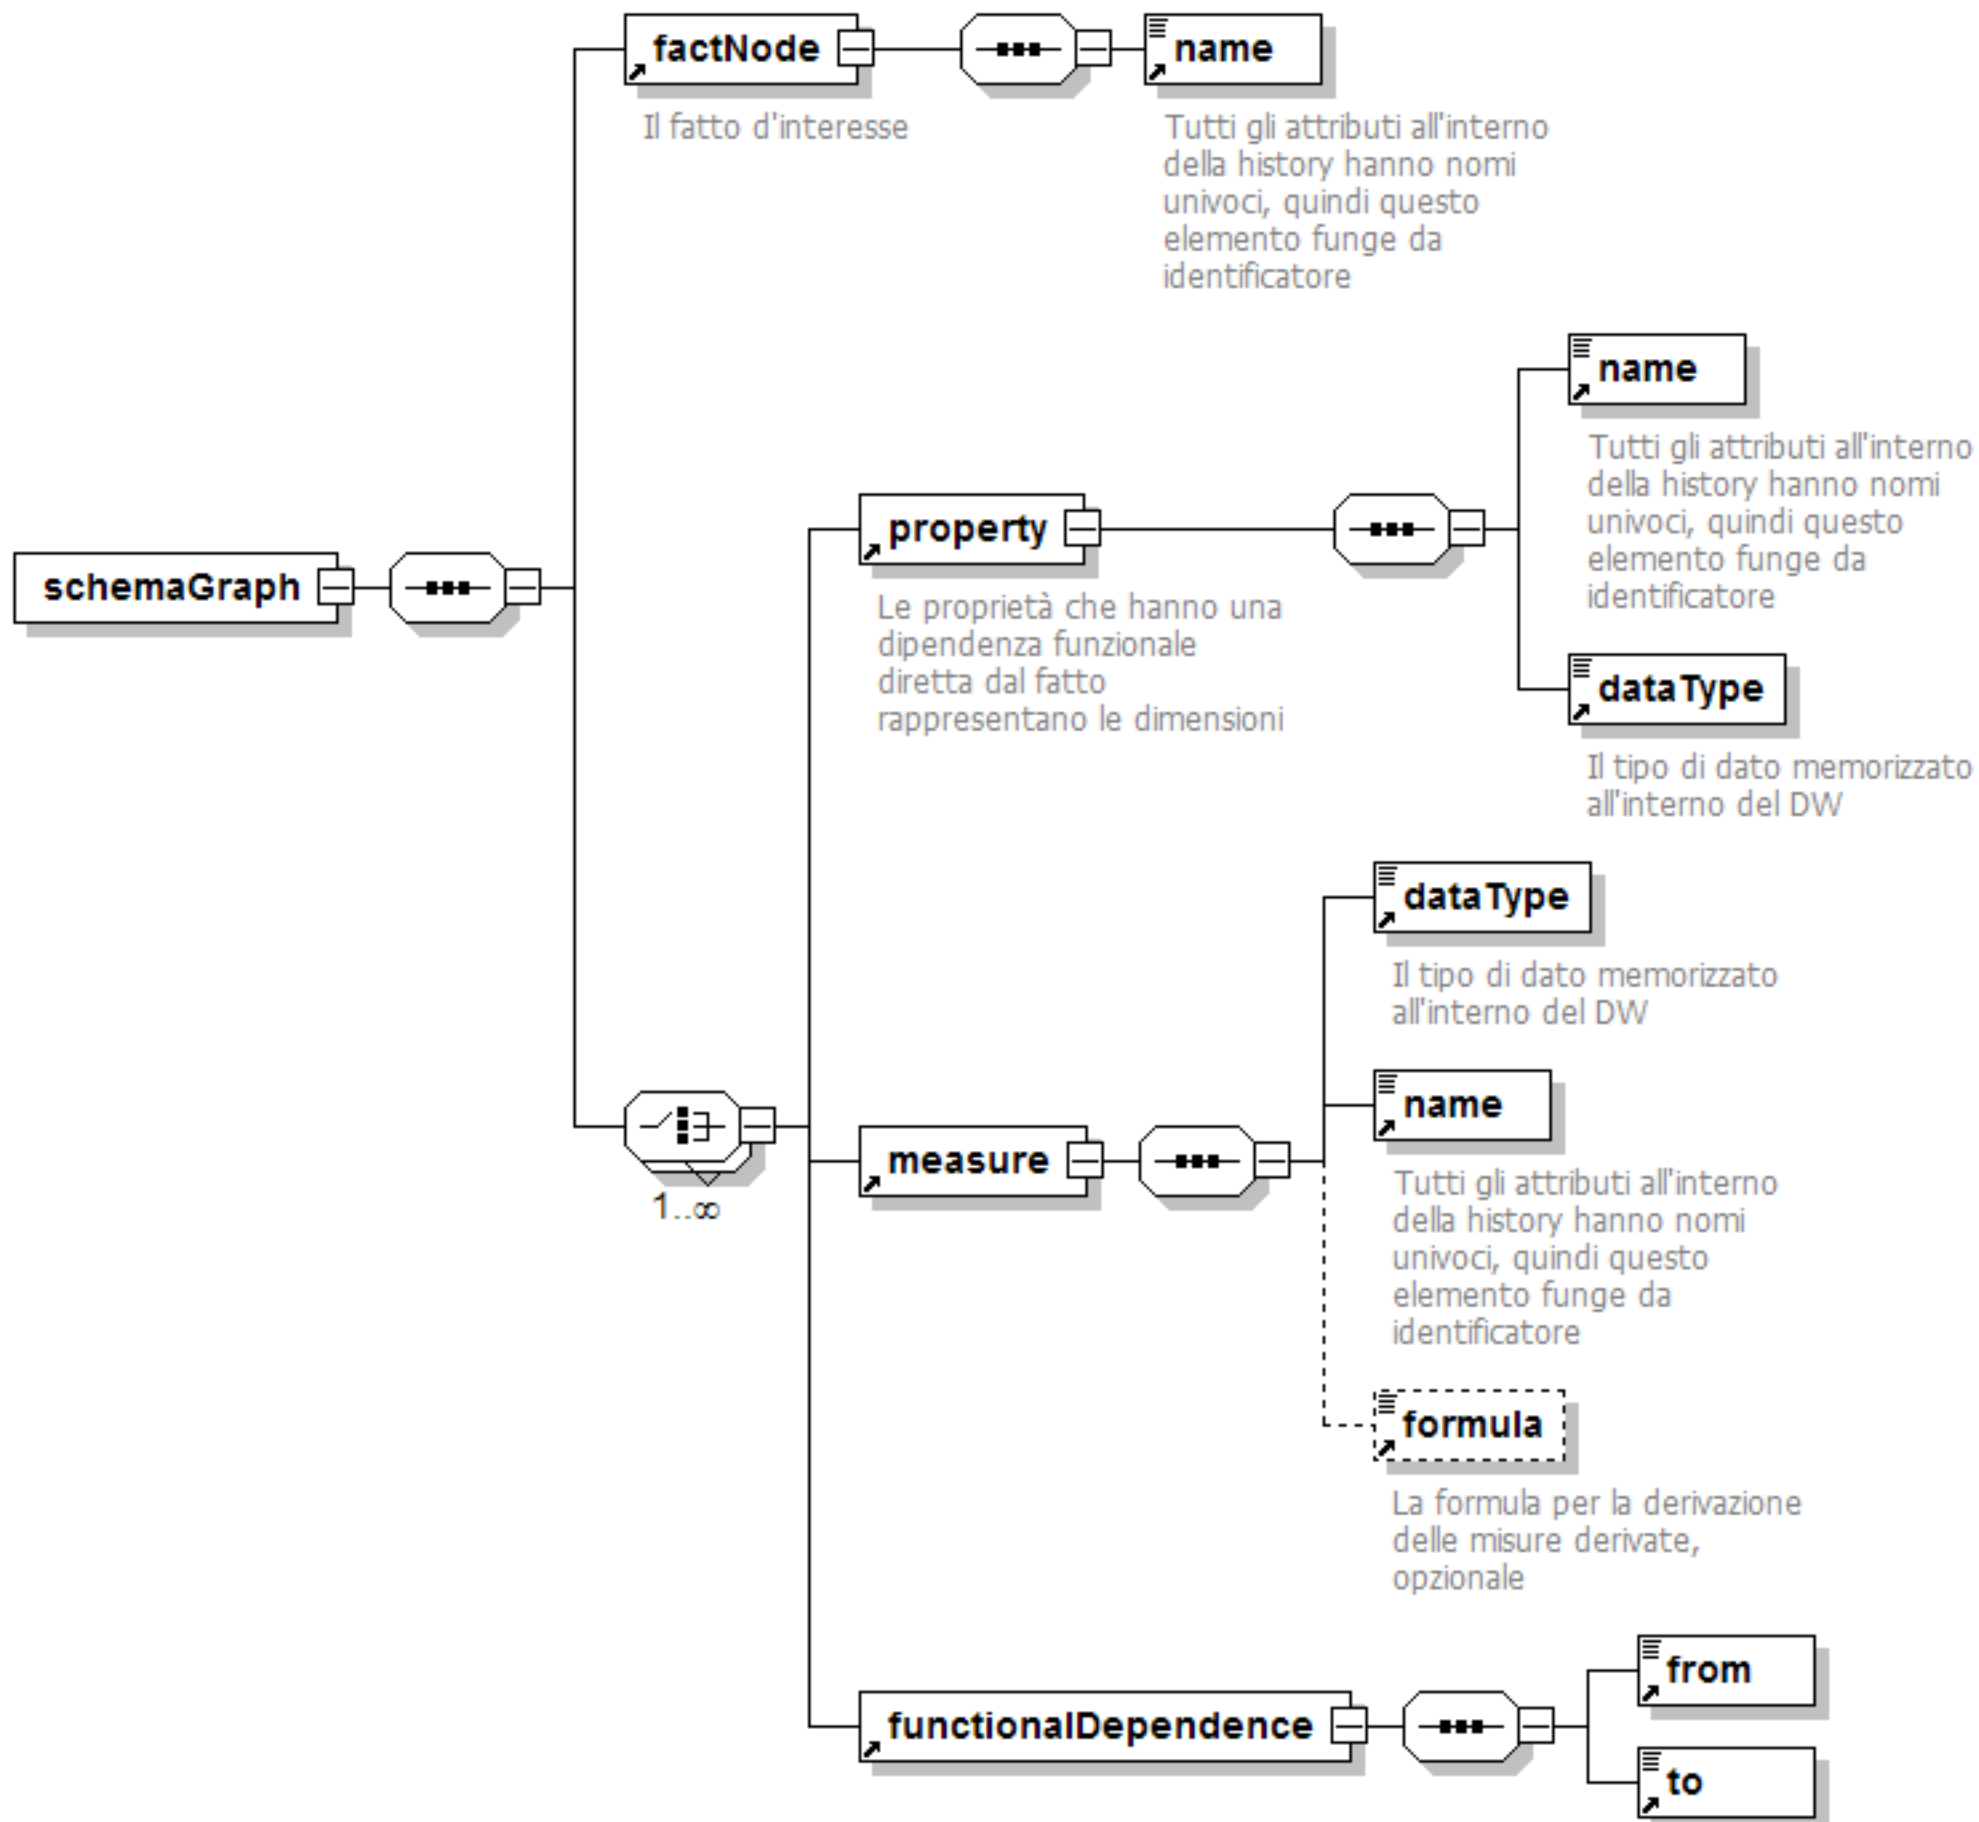 factNode
name
Il fatto d'interesse
Tutti gli attributi all'interno
della history hanno nomi
univoci, quindi questo
elemento funge da
identificatore
name
Tutti gli attributi all'interno
della history hanno nomi
univoci, quindi questo
elemento funge da
identificatore
property
schemaGraph
Le proprietà che hanno una
dipendenza funzionale
diretta dal fatto
rappresentano le dimensioni
dataType
Il tipo di dato memorizzato
all'interno del DW
dataType
Il tipo di dato memorizzato
all'interno del DW
name
measure
1..∞
Tutti gli attributi all'interno
della history hanno nomi
univoci, quindi questo
elemento funge da
identificatore
formula
La formula per la derivazione
delle misure derivate,
opzionale
from
functionalDependence
to